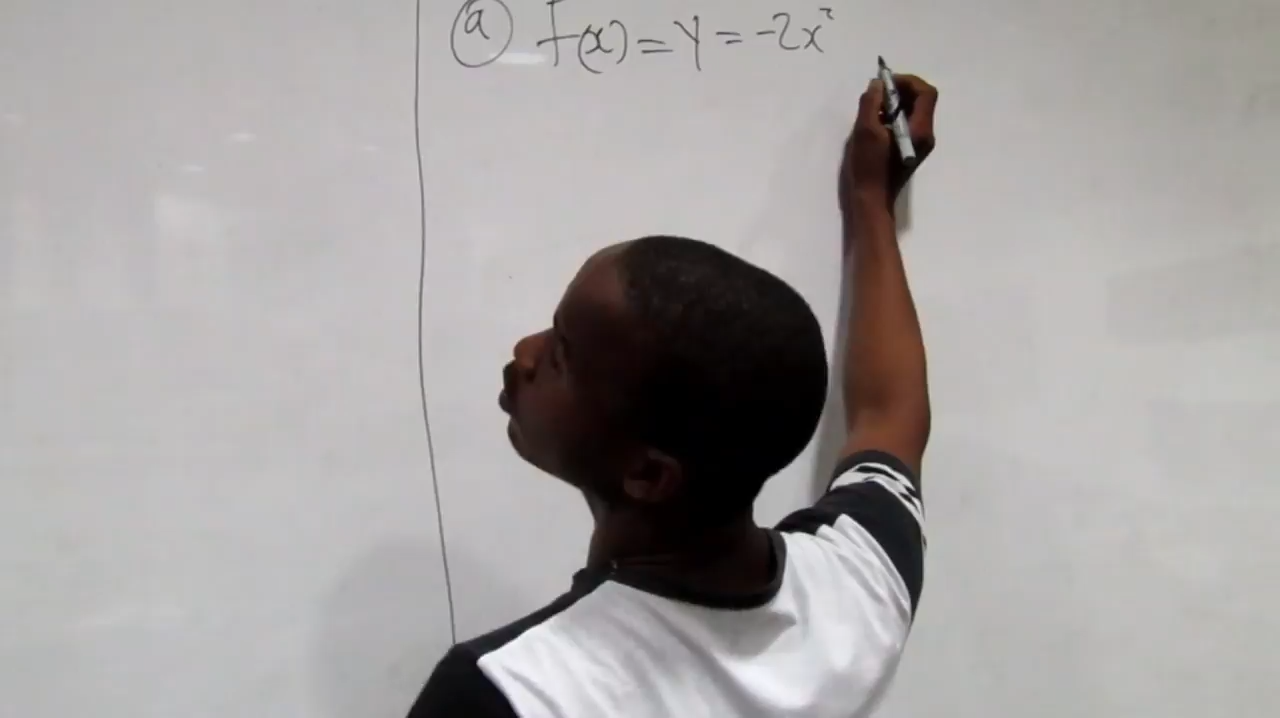 (a) F(x) = y = -2x²